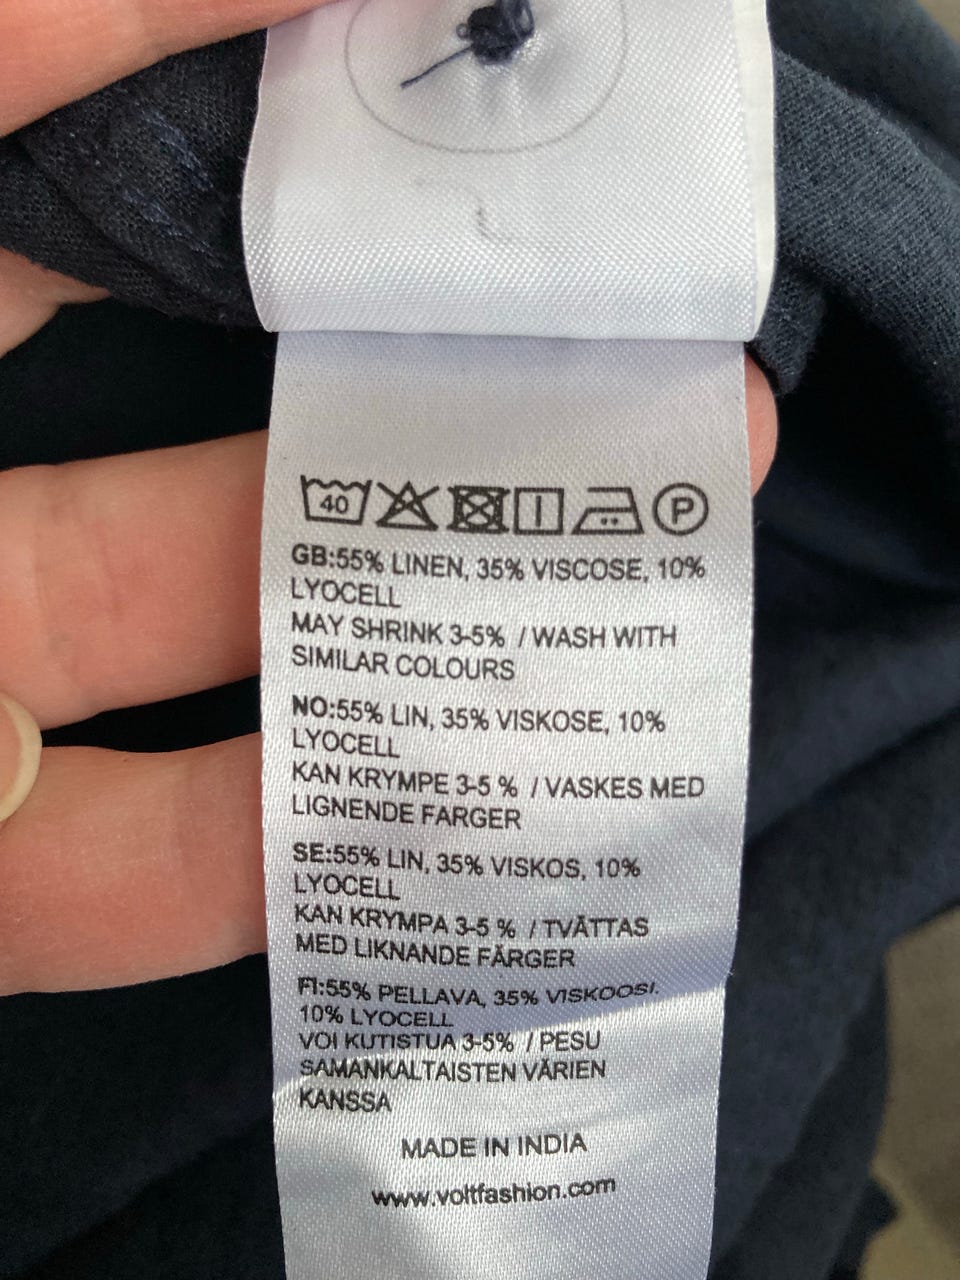 40 P
GB:55% LINEN, 35% VISCOSE, 10%
LYOCELL
MAY SHRINK 3-5% / WASH WITH
SIMILAR COLOURS
NO:55% LIN, 35% VISKOSE, 10%
LYOCELL
KAN KRYMPE 3-5 % / VASKES MED
LIGNENDE FARGER
SE:55% LIN, 35% VISKOS, 10%
LYOCELL
KAN KRYMPA 3-5 % / TVÄTTAS
MED LIKNANDE FÄRGER
FI:55% PELLAVA, 35% VISKOOSI.
10% LYOCELL
VOI KUTISTUA 3-5% / PESU
SAMANKALTAISTEN VÄRIEN
KANSSA
MADE IN INDIA
www.voltfashion.com